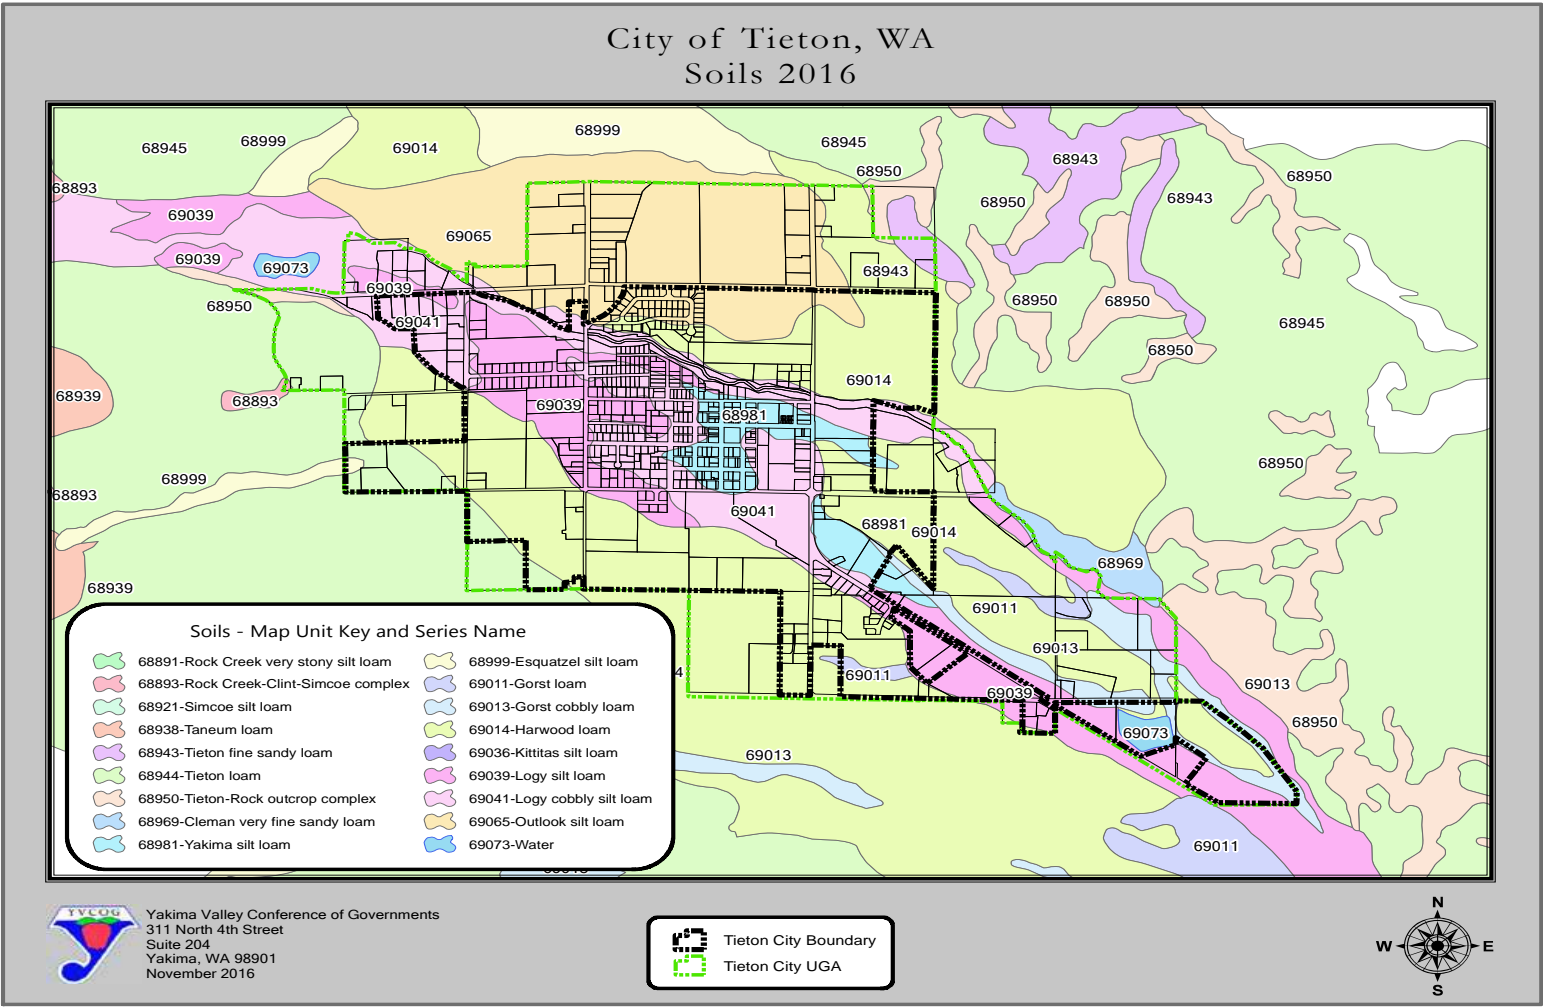 City of Tieton, WA
Soils 2016
68945
68999
69014
68999
68945
68950
68943
68950
68893
69039
68950
68943
69065
69039
69073
68943
69039
68950
68950
68950
69041
68945
68950
69014
68939
68893
69039
68981
68950
68999
68893
69041
68981
69014
68969
68939
69011
69013
4
69011
69039
69013
68950
69073
69013
69011
Soils - Map Unit Key and Series Name
68891-Rock Creek very stony silt loam
68893-Rock Creek-Clint-Simcoe complex
68921-Simcoe silt loam
68938-Taneum loam
68943-Tieton fine sandy loam
68944-Tieton loam
68950-Tieton-Rock outcrop complex
68969-Cleman very fine sandy loam
68981-Yakima silt loam
68999-Esquatzel silt loam
69011-Gorst loam
69013-Gorst cobbly loam
69014-Harwood loam
69036-Kittitas silt loam
69039-Logy silt loam
69041-Logy cobbly silt loam
69065-Outlook silt loam
69073-Water
YVCOG
Yakima Valley Conference of Governments
311 North 4th Street
Suite 204
Yakima, WA 98901
November 2016
Tieton City Boundary
Tieton City UGA
N
W
E
S